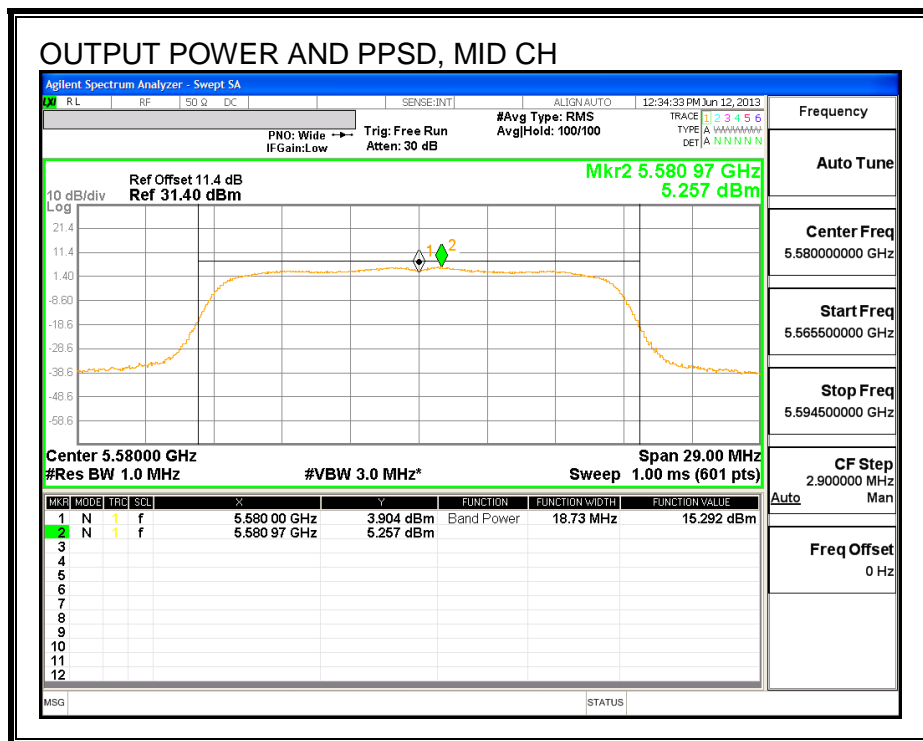 OUTPUT POWER AND PPSD, MID CH
Agilent Spectrum Analyzer - Swept SA
LXI RL RF 50 Ω DC SENSE:INT ALIGN AUTO 12:34:33 PM Jun 12, 2013
#Avg Type: RMS TRACE 1 2 3 4 5 6
PNO: Wide Trig: Free Run Avg|Hold: 100/100 TYPE A WWWWW
IFGain:Low Atten: 30 dB DET A N N N N N
Mkr2 5.580 97 GHz
5.257 dBm
Ref Offset 11.4 dB
10 dB/div Ref 31.40 dBm
Log
21.4
11.4
1.40
-8.60
-18.6
-28.6
-38.6
-48.6
-58.6
1 2
Center 5.58000 GHz Span 29.00 MHz
#Res BW 1.0 MHz #VBW 3.0 MHz* Sweep 1.00 ms (601 pts)
MKR MODE TRC SCL X Y FUNCTION FUNCTION WIDTH FUNCTION VALUE
1 N 1 f 5.580 00 GHz 3.904 dBm Band Power 18.73 MHz 15.292 dBm
2 N 1 f 5.580 97 GHz 5.257 dBm
3
4
5
6
7
8
9
10
11
12
MSG STATUS
Frequency
Auto Tune
Center Freq
5.580000000 GHz
Start Freq
5.565500000 GHz
Stop Freq
5.594500000 GHz
CF Step
2.900000 MHz
Auto Man
Freq Offset
0 Hz